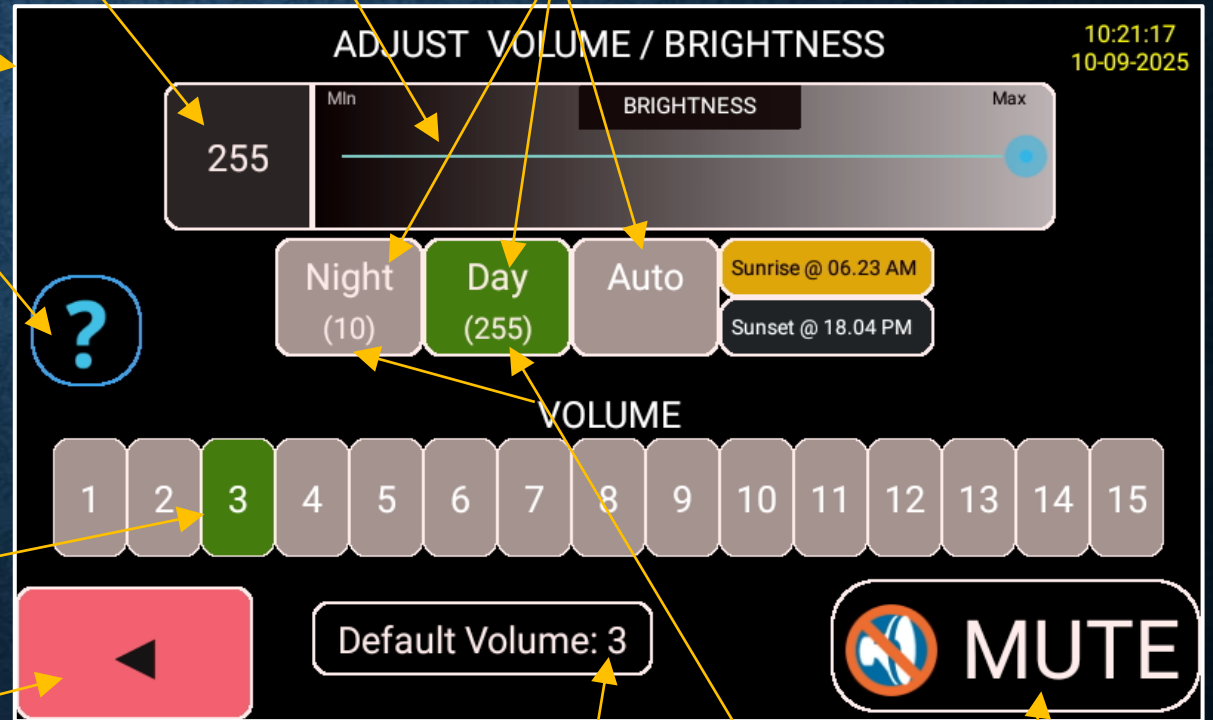 ADJUST VOLUME / BRIGHTNESS
10:21:17
10-09-2025
MIn
BRIGHTNESS
Max
255
Night
(10)
Day
(255)
Auto
Sunrise @ 06.23 AM
Sunset @ 18.04 PM
?
VOLUME
1 2 3 4 5 6 7 8 9 10 11 12 13 14 15
Default Volume: 3
MUTE